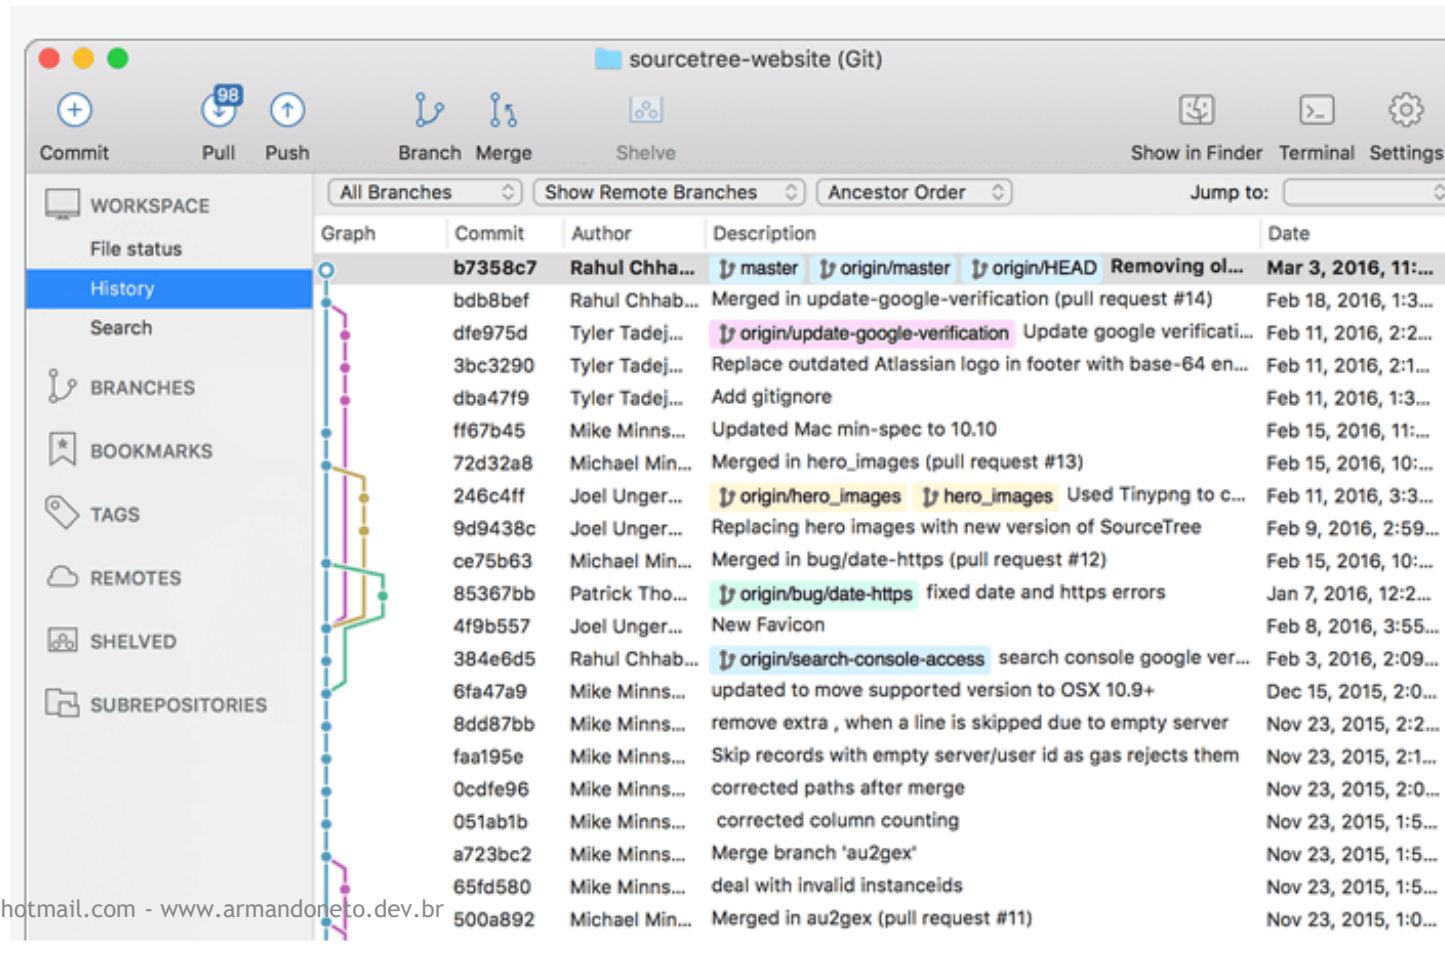 sourcetree-website (Git)
98
Commit Pull Push Branch Merge Shelve Show in Finder Terminal Settings
WORKSPACE
File status
History
Search
BRANCHES
BOOKMARKS
TAGS
REMOTES
SHELVED
SUBREPOSITORIES
All Branches Show Remote Branches Ancestor Order Jump to:
Graph Commit Author Description Date
b7358c7 Rahul Chha... master origin/master origin/HEAD Removing ol... Mar 3, 2016, 11:...
bdb8bef Rahul Chhab... Merged in update-google-verification (pull request #14) Feb 18, 2016, 1:3...
dfe975d Tyler Tadej... origin/update-google-verification Update google verificati... Feb 11, 2016, 2:2...
3bc3290 Tyler Tadej... Replace outdated Atlassian logo in footer with base-64 en... Feb 11, 2016, 2:1...
dba47f9 Tyler Tadej... Add gitignore Feb 11, 2016, 1:3...
ff67b45 Mike Minns... Updated Mac min-spec to 10.10 Feb 15, 2016, 11:...
72d32a8 Michael Min... Merged in hero_images (pull request #13) Feb 15, 2016, 10:...
246c4ff Joel Unger... origin/hero_images hero_images Used Tinypng to c... Feb 11, 2016, 3:3...
9d9438c Joel Unger... Replacing hero images with new version of SourceTree Feb 9, 2016, 2:59...
ce75b63 Michael Min... Merged in bug/date-https (pull request #12) Feb 15, 2016, 10:...
85367bb Patrick Tho... origin/bug/date-https fixed date and https errors Jan 7, 2016, 12:2...
4f9b557 Joel Unger... New Favicon Feb 8, 2016, 3:55...
384e6d5 Rahul Chhab... origin/search-console-access search console google ver... Feb 3, 2016, 2:09...
6fa47a9 Mike Minns... updated to move supported version to OSX 10.9+ Dec 15, 2015, 2:0...
8dd87bb Mike Minns... remove extra , when a line is skipped due to empty server Nov 23, 2015, 2:2...
faa195e Mike Minns... Skip records with empty server/user id as gas rejects them Nov 23, 2015, 2:1...
0cdfe96 Mike Minns... corrected paths after merge Nov 23, 2015, 2:0...
051ab1b Mike Minns... corrected column counting Nov 23, 2015, 1:5...
a723bc2 Mike Minns... Merge branch 'au2gex' Nov 23, 2015, 1:5...
65fd580 Mike Minns... deal with invalid instanceids Nov 23, 2015, 1:5...
500a892 Michael Min... Merged in au2gex (pull request #11) Nov 23, 2015, 1:0...
hotmail.com - www.armandoneto.dev.br